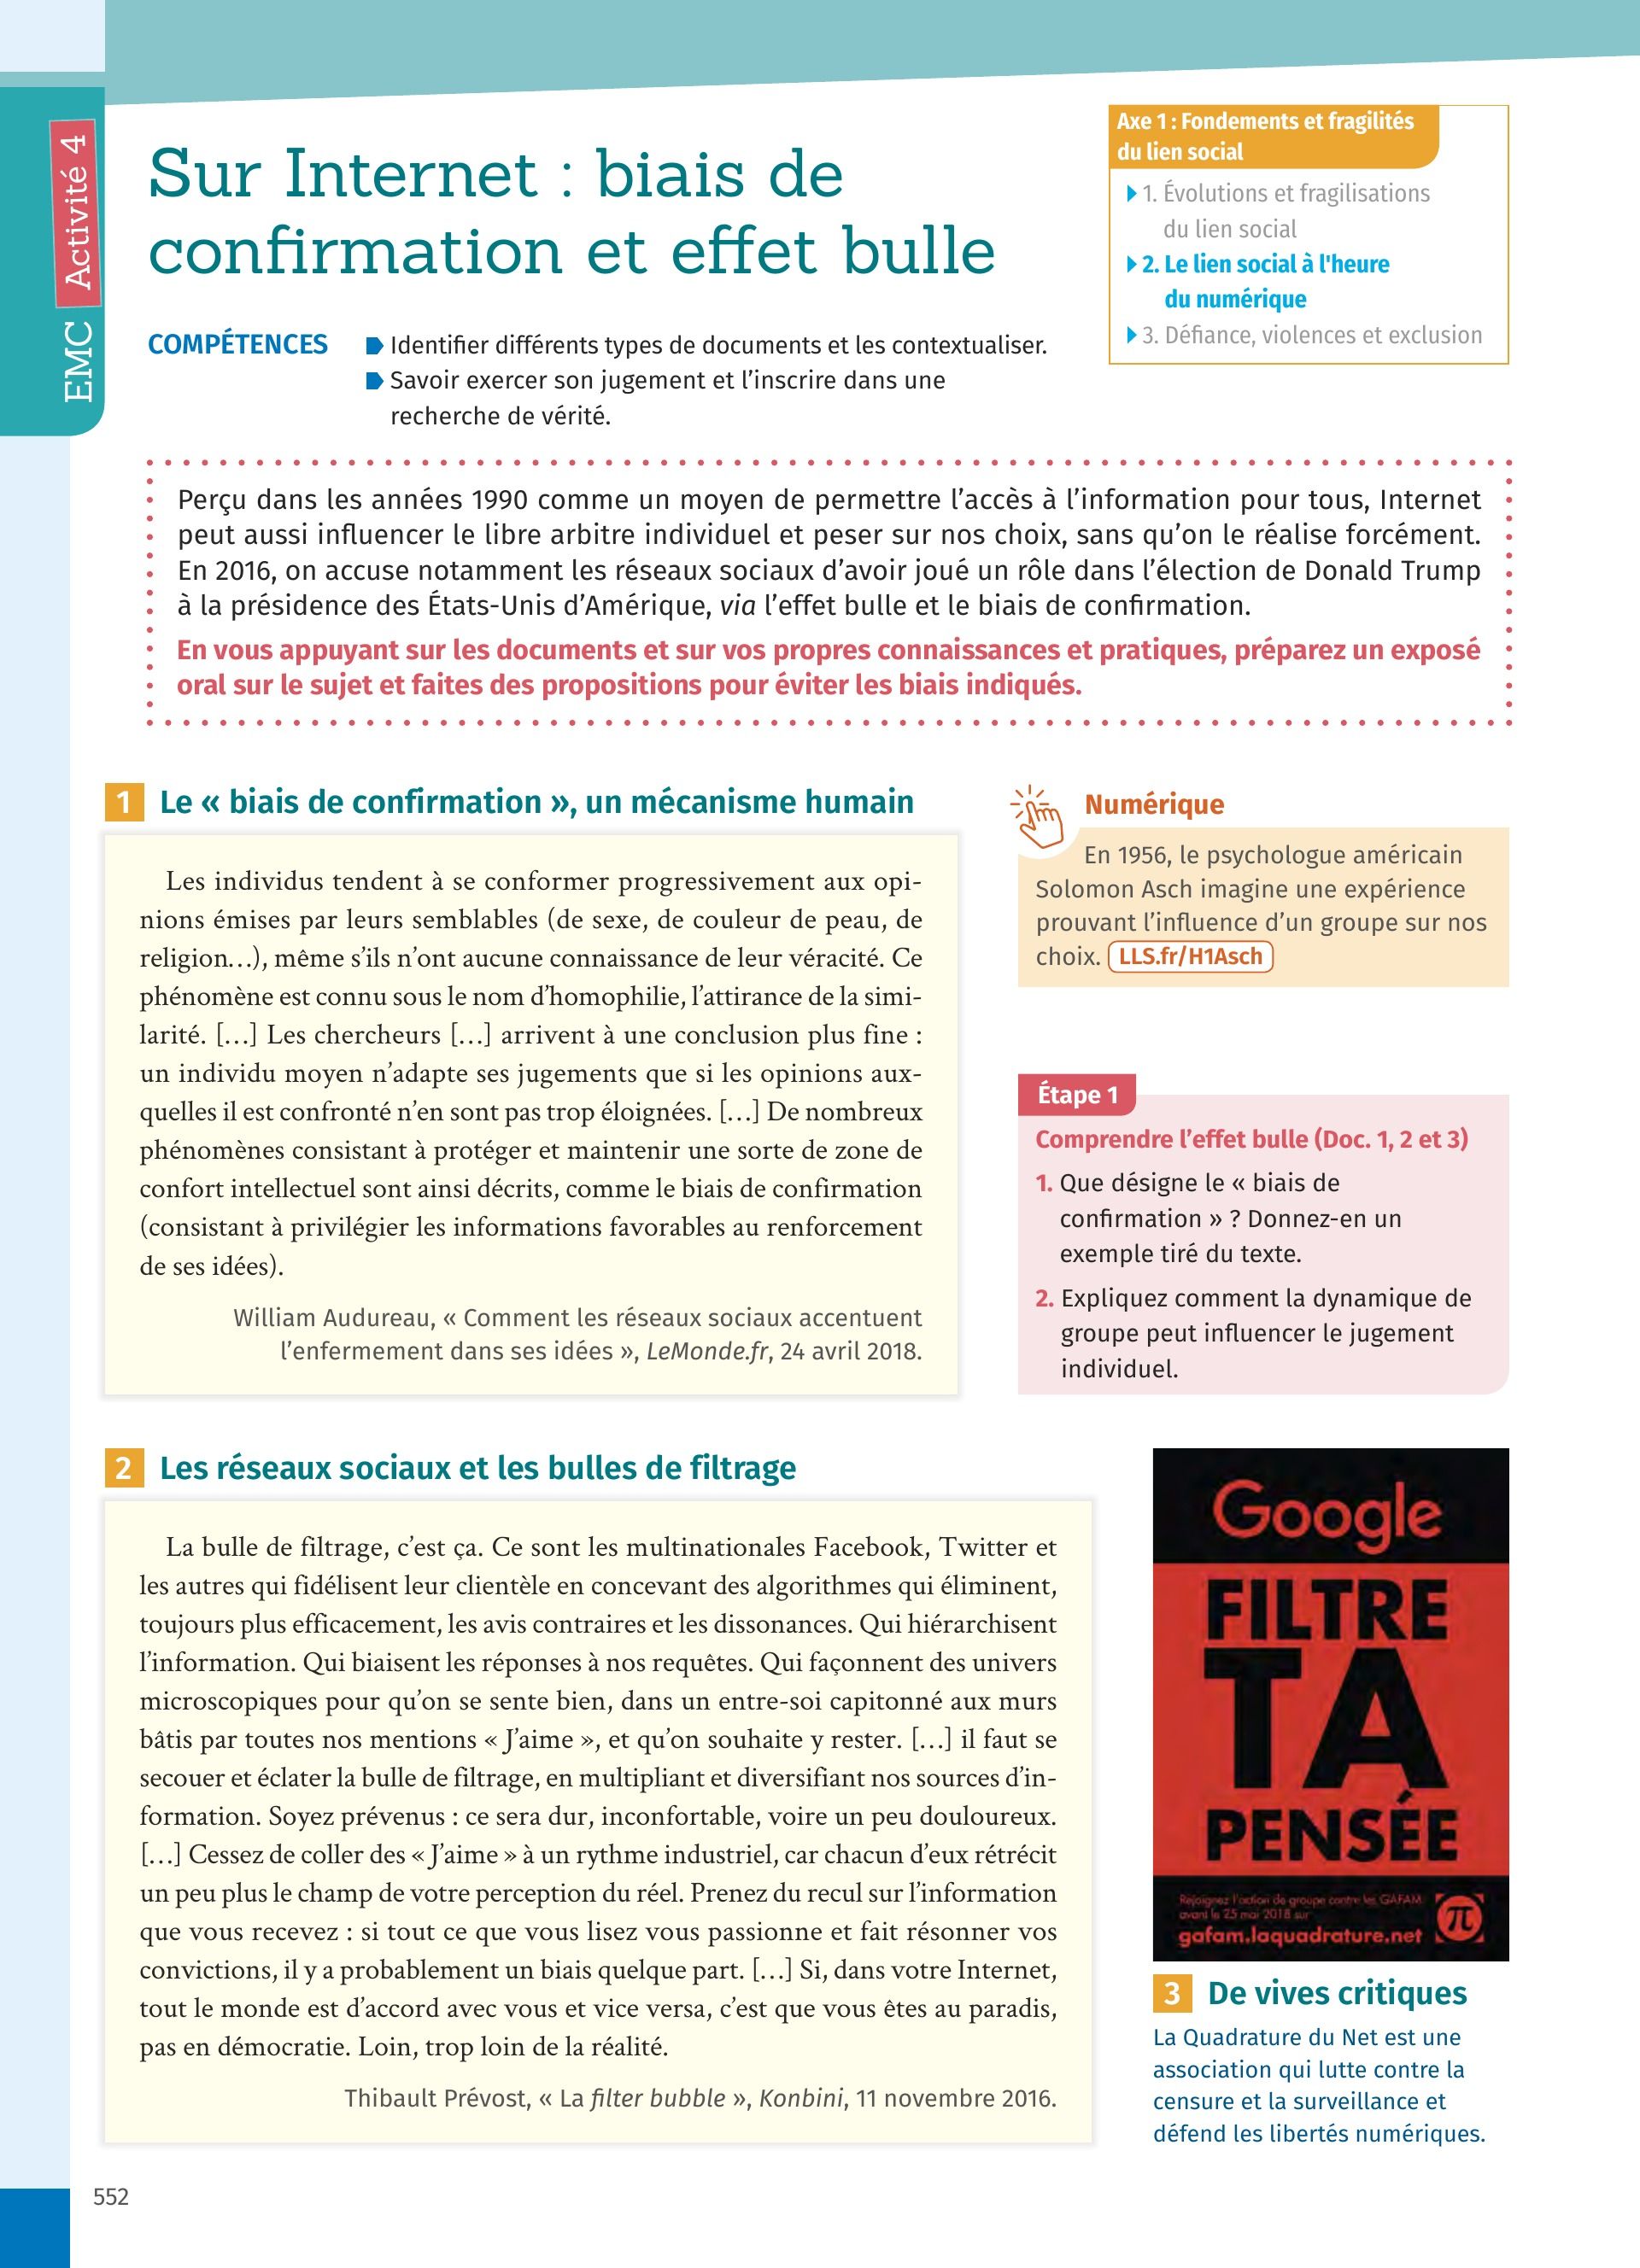 EMC Activité 4
Sur Internet : biais de
confirmation et effet bulle
Axe 1 : Fondements et fragilités
du lien social
1. Évolutions et fragilisations
du lien social
2. Le lien social à l'heure
du numérique
3. Défiance, violences et exclusion
COMPÉTENCES
Identifier différents types de documents et les contextualiser.
Savoir exercer son jugement et l’inscrire dans une
recherche de vérité.
Perçu dans les années 1990 comme un moyen de permettre l’accès à l’information pour tous, Internet
peut aussi influencer le libre arbitre individuel et peser sur nos choix, sans qu’on le réalise forcément.
En 2016, on accuse notamment les réseaux sociaux d’avoir joué un rôle dans l’élection de Donald Trump
à la présidence des États-Unis d’Amérique, via l’effet bulle et le biais de confirmation.
En vous appuyant sur les documents et sur vos propres connaissances et pratiques, préparez un exposé
oral sur le sujet et faites des propositions pour éviter les biais indiqués.
1 Le « biais de confirmation », un mécanisme humain
Les individus tendent à se conformer progressivement aux opi-
nions émises par leurs semblables (de sexe, de couleur de peau, de
religion…), même s’ils n’ont aucune connaissance de leur véracité. Ce
phénomène est connu sous le nom d’homophilie, l’attirance de la simi-
larité. […] Les chercheurs […] arrivent à une conclusion plus fine :
un individu moyen n’adapte ses jugements que si les opinions aux-
quelles il est confronté n’en sont pas trop éloignées. […] De nombreux
phénomènes consistant à protéger et maintenir une sorte de zone de
confort intellectuel sont ainsi décrits, comme le biais de confirmation
(consistant à privilégier les informations favorables au renforcement
de ses idées).
William Audureau, « Comment les réseaux sociaux accentuent
l’enfermement dans ses idées », LeMonde.fr, 24 avril 2018.
Numérique
En 1956, le psychologue américain
Solomon Asch imagine une expérience
prouvant l’influence d’un groupe sur nos
choix. LLS.fr/H1Asch
Étape 1
Comprendre l’effet bulle (Doc. 1, 2 et 3)
1. Que désigne le « biais de
confirmation » ? Donnez-en un
exemple tiré du texte.
2. Expliquez comment la dynamique de
groupe peut influencer le jugement
individuel.
2 Les réseaux sociaux et les bulles de filtrage
La bulle de filtrage, c’est ça. Ce sont les multinationales Facebook, Twitter et
les autres qui fidélisent leur clientèle en concevant des algorithmes qui éliminent,
toujours plus efficacement, les avis contraires et les dissonances. Qui hiérarchisent
l’information. Qui biaisent les réponses à nos requêtes. Qui façonnent des univers
microscopiques pour qu’on se sente bien, dans un entre-soi capitonné aux murs
bâtis par toutes nos mentions « J’aime », et qu’on souhaite y rester. […] il faut se
secouer et éclater la bulle de filtrage, en multipliant et diversifiant nos sources d’in-
formation. Soyez prévenus : ce sera dur, inconfortable, voire un peu douloureux.
[…] Cessez de coller des « J’aime » à un rythme industriel, car chacun d’eux rétrécit
un peu plus le champ de votre perception du réel. Prenez du recul sur l’information
que vous recevez : si tout ce que vous lisez vous passionne et fait résonner vos
convictions, il y a probablement un biais quelque part. […] Si, dans votre Internet,
tout le monde est d’accord avec vous et vice versa, c’est que vous êtes au paradis,
pas en démocratie. Loin, trop loin de la réalité.
Thibault Prévost, « La filter bubble », Konbini, 11 novembre 2016.
Google
FILTRE
TA
PENSÉE
Rejoignez l'action de groupe contre les GAFAM
avant le 25 mai 2018 sur
gafam.laquadrature.net
π
3 De vives critiques
La Quadrature du Net est une
association qui lutte contre la
censure et la surveillance et
défend les libertés numériques.
552